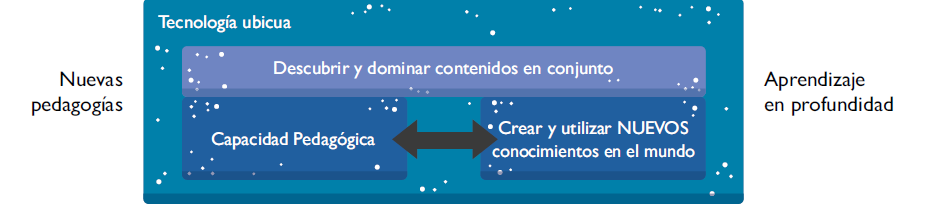 Tecnología ubicua
Descubrir y dominar contenidos en conjunto
Nuevas
pedagogías
Aprendizaje
en profundidad
Capacidad Pedagógica
Crear y utilizar NUEVOS
conocimientos en el mundo